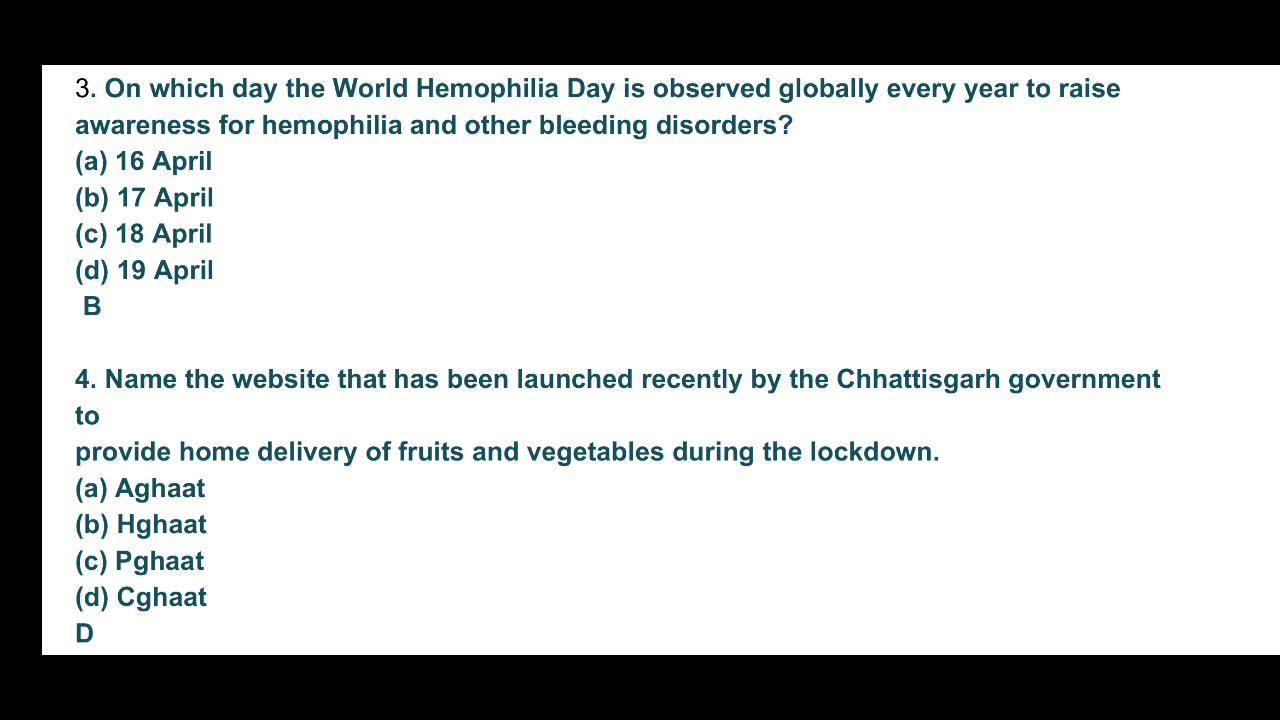 3. On which day the World Hemophilia Day is observed globally every year to raise
awareness for hemophilia and other bleeding disorders?
(a) 16 April
(b) 17 April
(c) 18 April
(d) 19 April
B
4. Name the website that has been launched recently by the Chhattisgarh government
to
provide home delivery of fruits and vegetables during the lockdown.
(a) Aghaat
(b) Hghaat
(c) Pghaat
(d) Cghaat
D